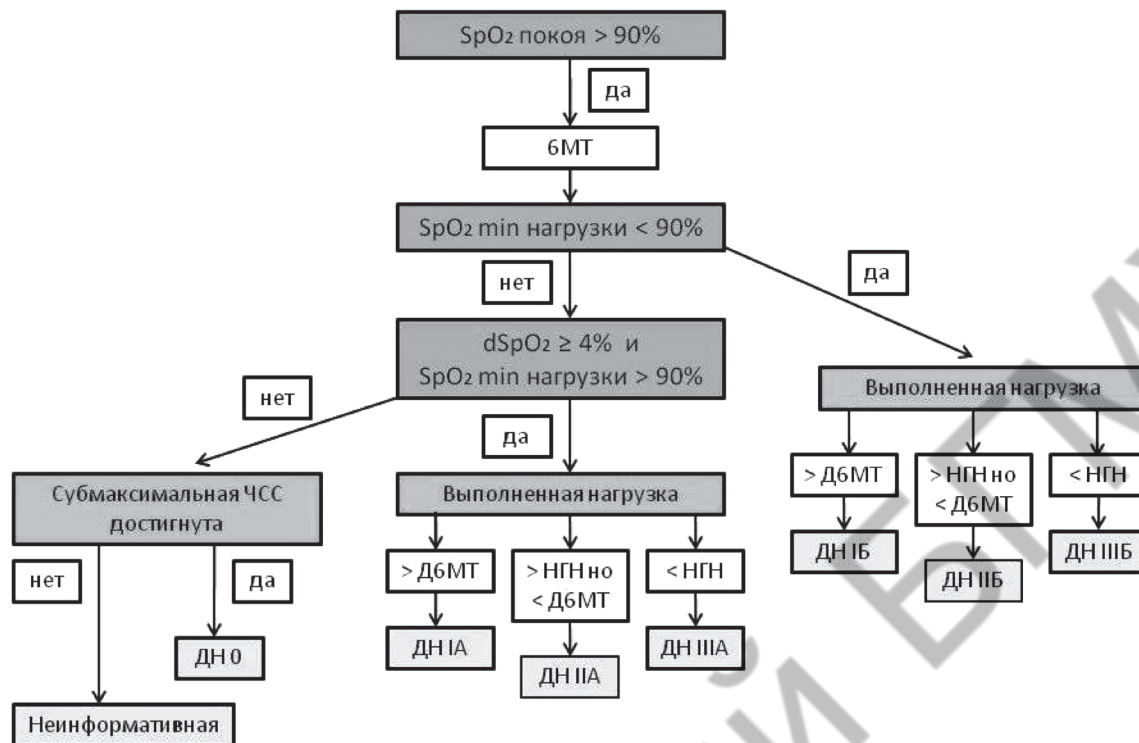 SpO₂ покоя > 90%
да
6МТ
SpO₂ min нагрузки < 90%
нет
да
dSpO₂ ≥ 4% и
SpO₂ min нагрузки > 90%
нет
да
Выполненная нагрузка
> Д6МТ
> НГН но
< Д6МТ
< НГН
ДН IБ
ДН IIБ
ДН IIIБ
Субмаксимальная ЧСС
достигнута
нет
да
ДН 0
Неинформативная
Выполненная нагрузка
> Д6МТ
> НГН но
< Д6МТ
< НГН
ДН IА
ДН IIА
ДН IIIА